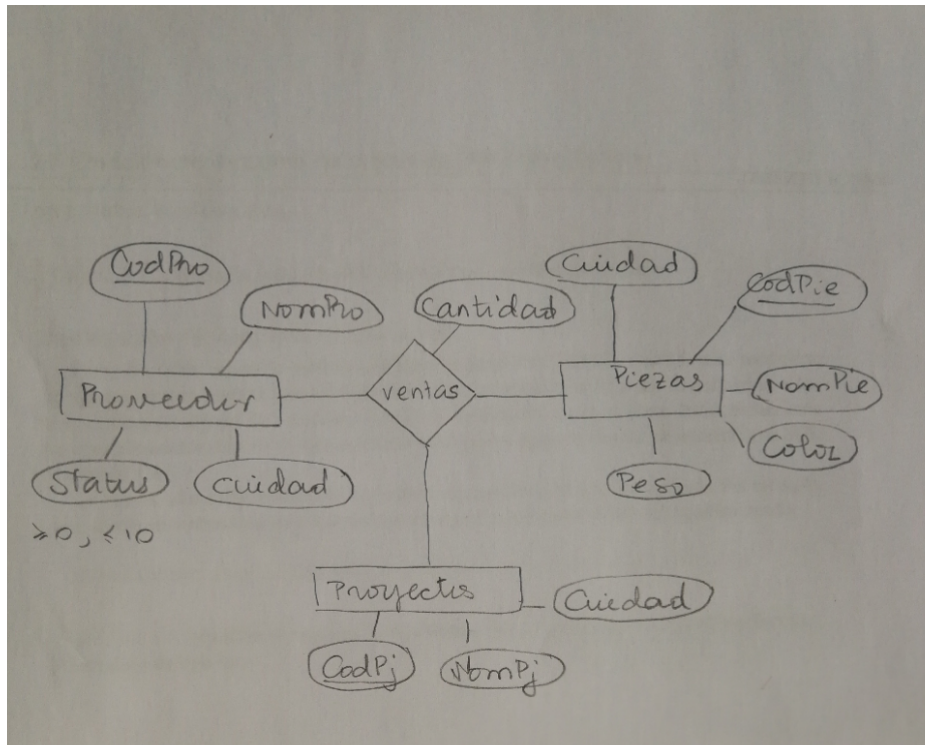 CodPro
NomPro
Cantidad
Ciudad
CodPie
Proveedor
ventas
Piezas
NomPie
Color
Status
Ciudad
Peso
≥0, ≤10
Proyectos
Ciudad
CodPj
NomPj